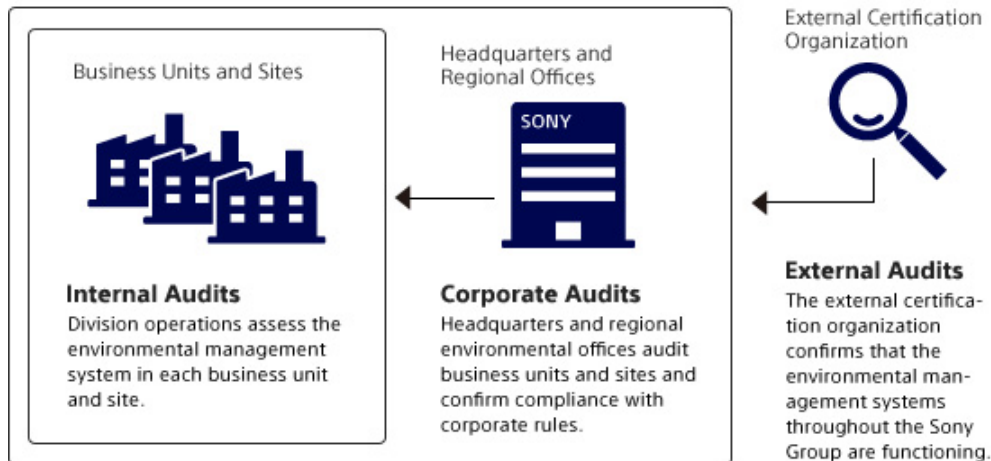 Business Units and Sites
Internal Audits
Division operations assess the
environmental management
system in each business unit
and site.
Headquarters and
Regional Offices
SONY
Corporate Audits
Headquarters and regional
environmental offices audit
business units and sites and
confirm compliance with
corporate rules.
External Certification
Organization
External Audits
The external certifica-
tion organization
confirms that the
environmental man-
agement systems
throughout the Sony
Group are functioning.